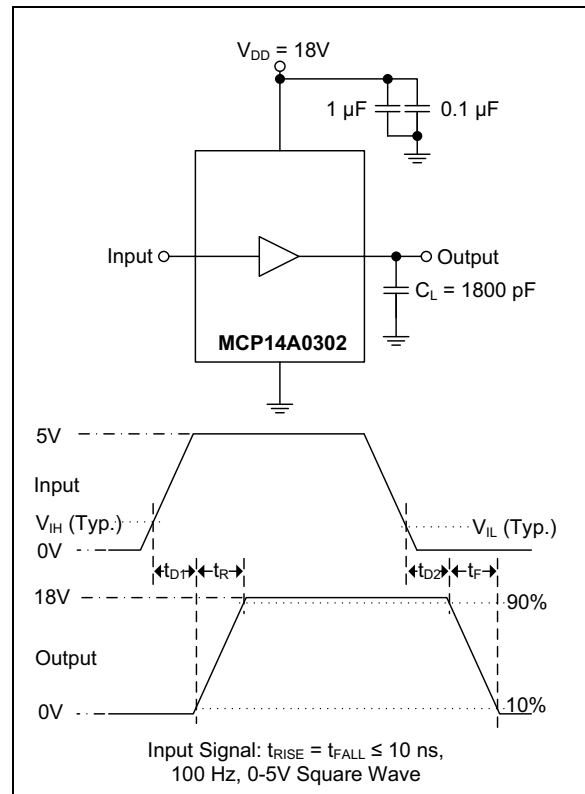 V_DD = 18V
1 µF 0.1 µF
Input Output
C_L = 1800 pF
MCP14A0302
5V
Input
V_IH (Typ.) V_IL (Typ.)
0V
t_D1 t_R t_D2 t_F
18V 90%
Output
0V 10%
Input Signal: t_RISE = t_FALL ≤ 10 ns,
100 Hz, 0-5V Square Wave